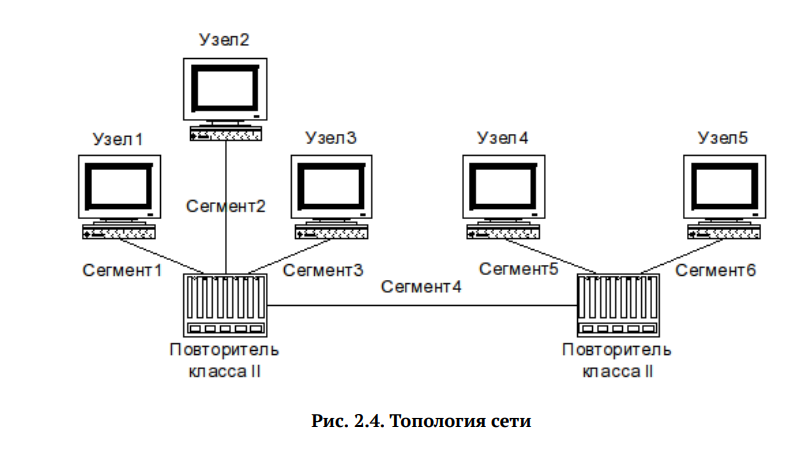 Узел2
Узел1
Узел3
Узел4
Узел5
Сегмент2
Сегмент1
Сегмент3
Сегмент4
Сегмент5
Сегмент6
Повторитель
класса II
Повторитель
класса II
Рис. 2.4. Топология сети